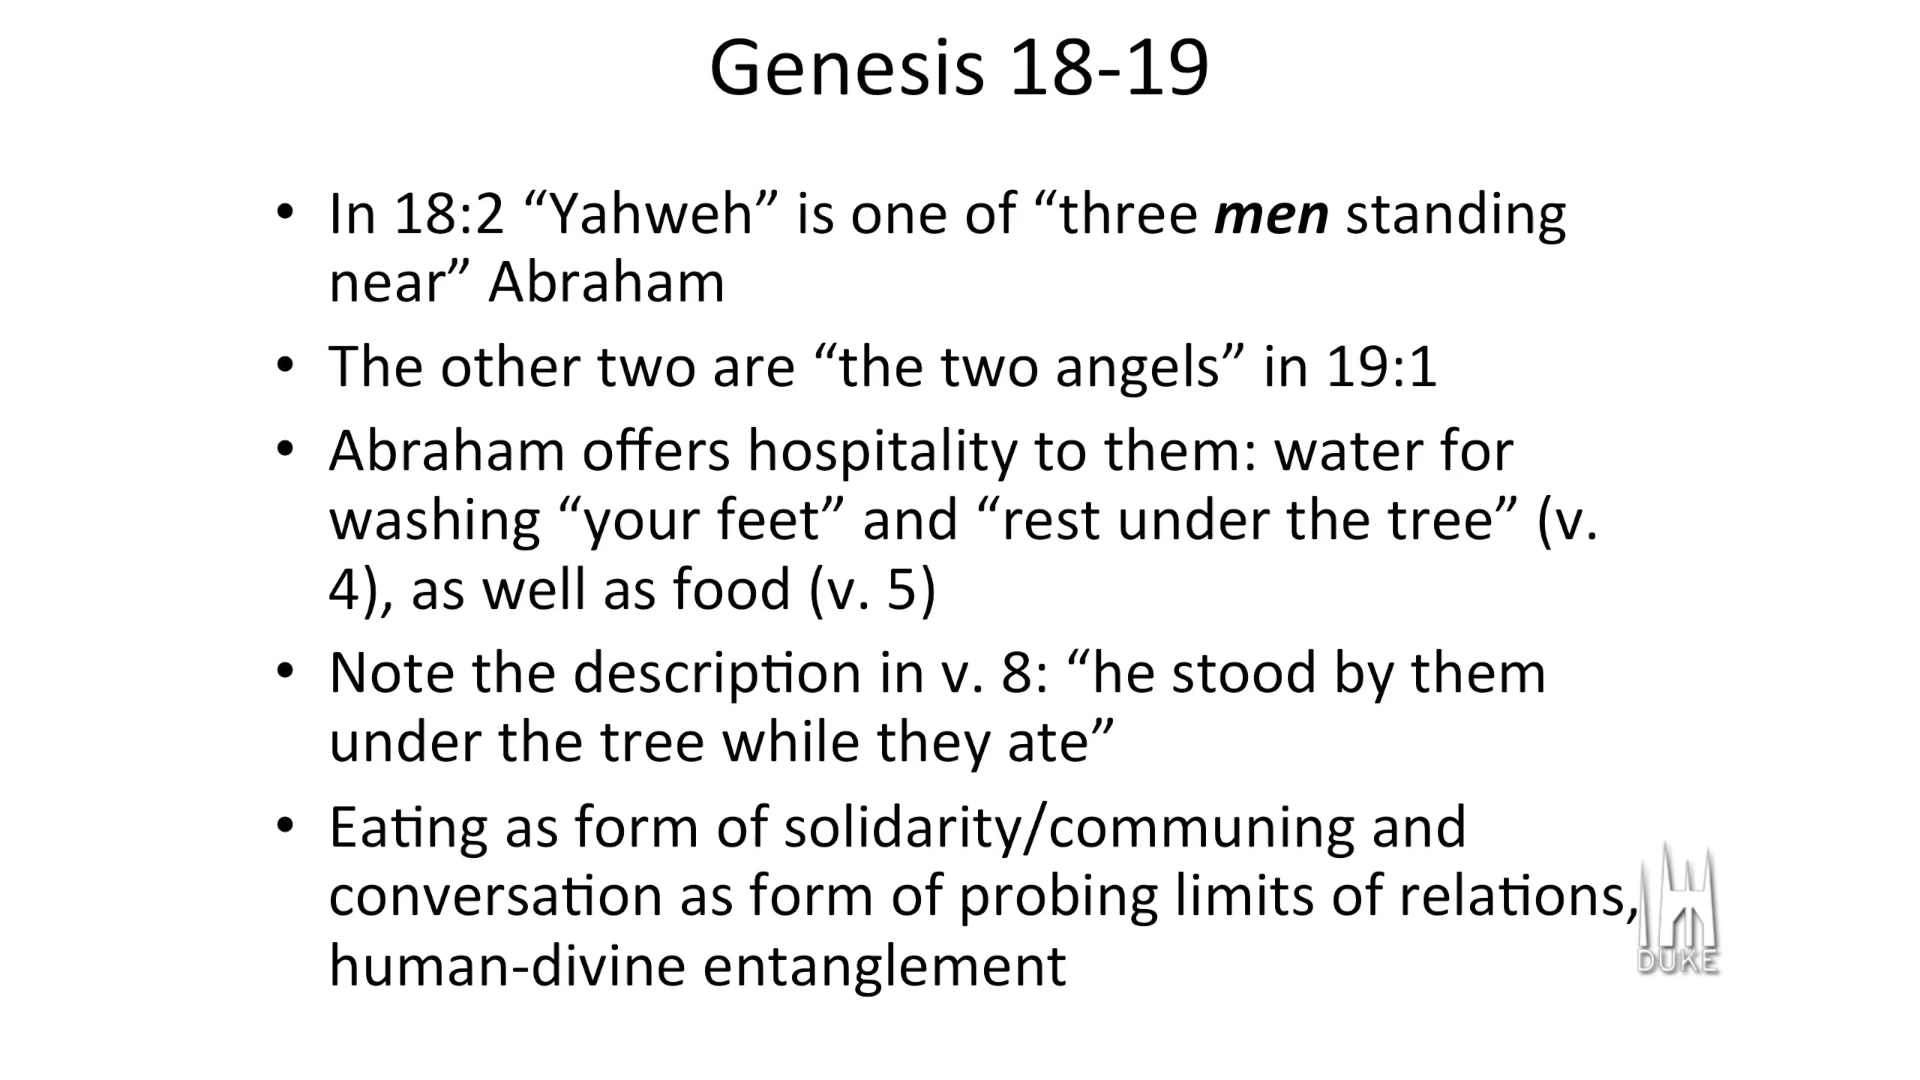 Genesis 18-19
• In 18:2 “Yahweh” is one of “three men standing
near” Abraham
• The other two are “the two angels” in 19:1
• Abraham offers hospitality to them: water for
washing “your feet” and “rest under the tree” (v.
4), as well as food (v. 5)
• Note the description in v. 8: “he stood by them
under the tree while they ate”
• Eating as form of solidarity/communing and
conversation as form of probing limits of relations,
human-divine entanglement
DUKE